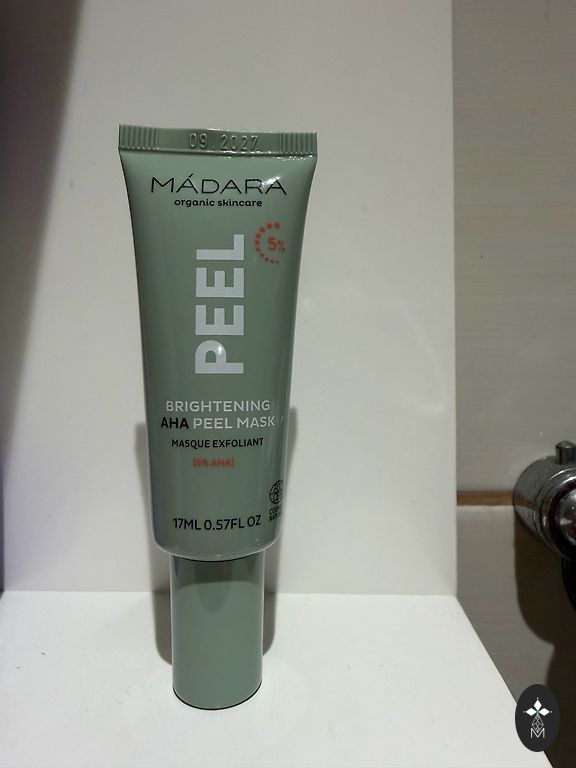 09.2027
MÁDARA
organic skincare
5%
PEEL
BRIGHTENING
AHA PEEL MASK
MASQUE EXFOLIANT
[5% AHA]
17ML 0.57FL OZ
M